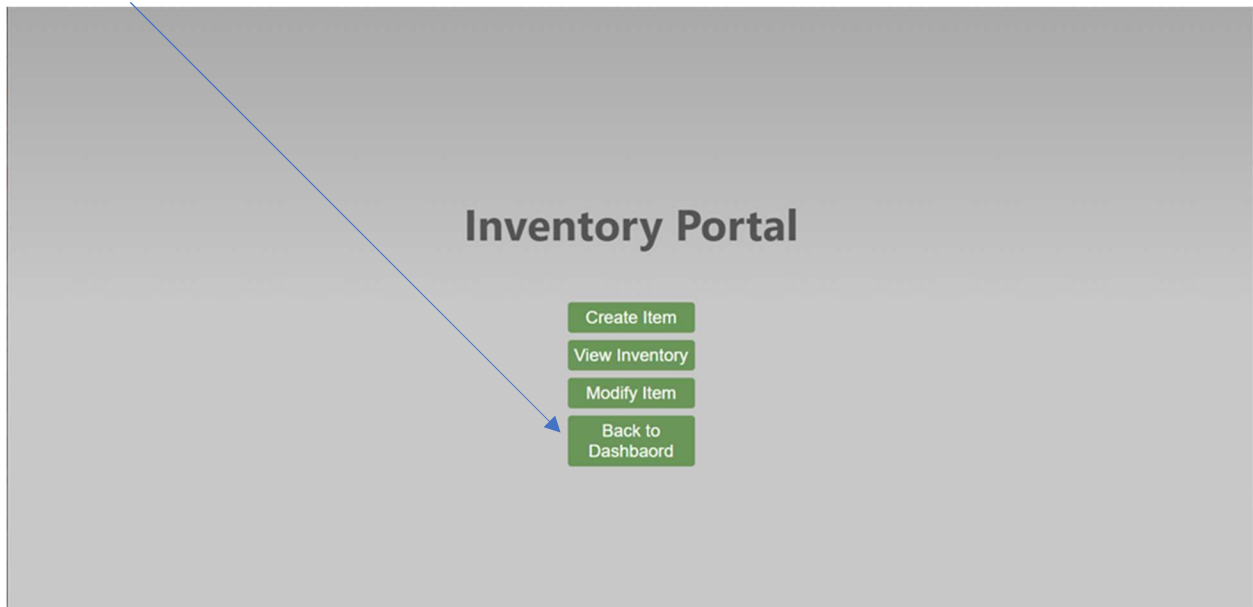 Inventory Portal
Create Item
View Inventory
Modify Item
Back to
Dashbaord